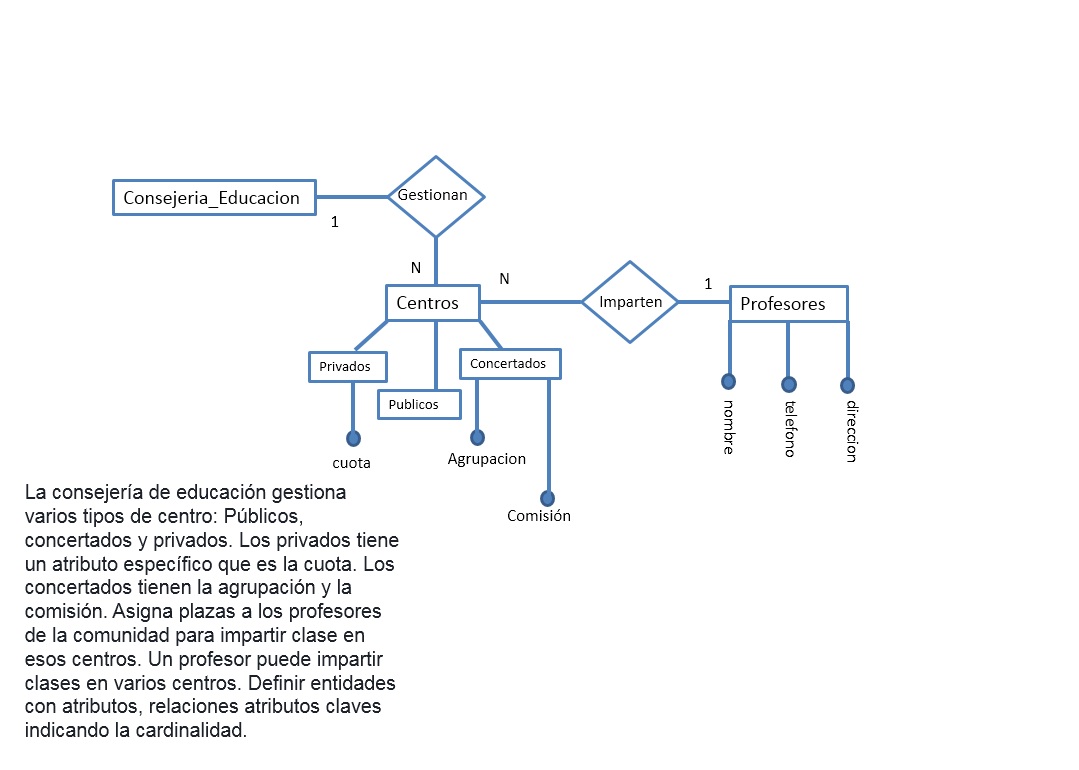 Gestionan
Consejeria_Educacion
1
N
N
1
Centros
Imparten
Profesores
Privados
Concertados
Publicos
nombre
telefono
direccion
cuota
Agrupacion
Comisión
La consejería de educación gestiona
varios tipos de centro: Públicos,
concertados y privados. Los privados tiene
un atributo específico que es la cuota. Los
concertados tienen la agrupación y la
comisión. Asigna plazas a los profesores
de la comunidad para impartir clase en
esos centros. Un profesor puede impartir
clases en varios centros. Definir entidades
con atributos, relaciones atributos claves
indicando la cardinalidad.